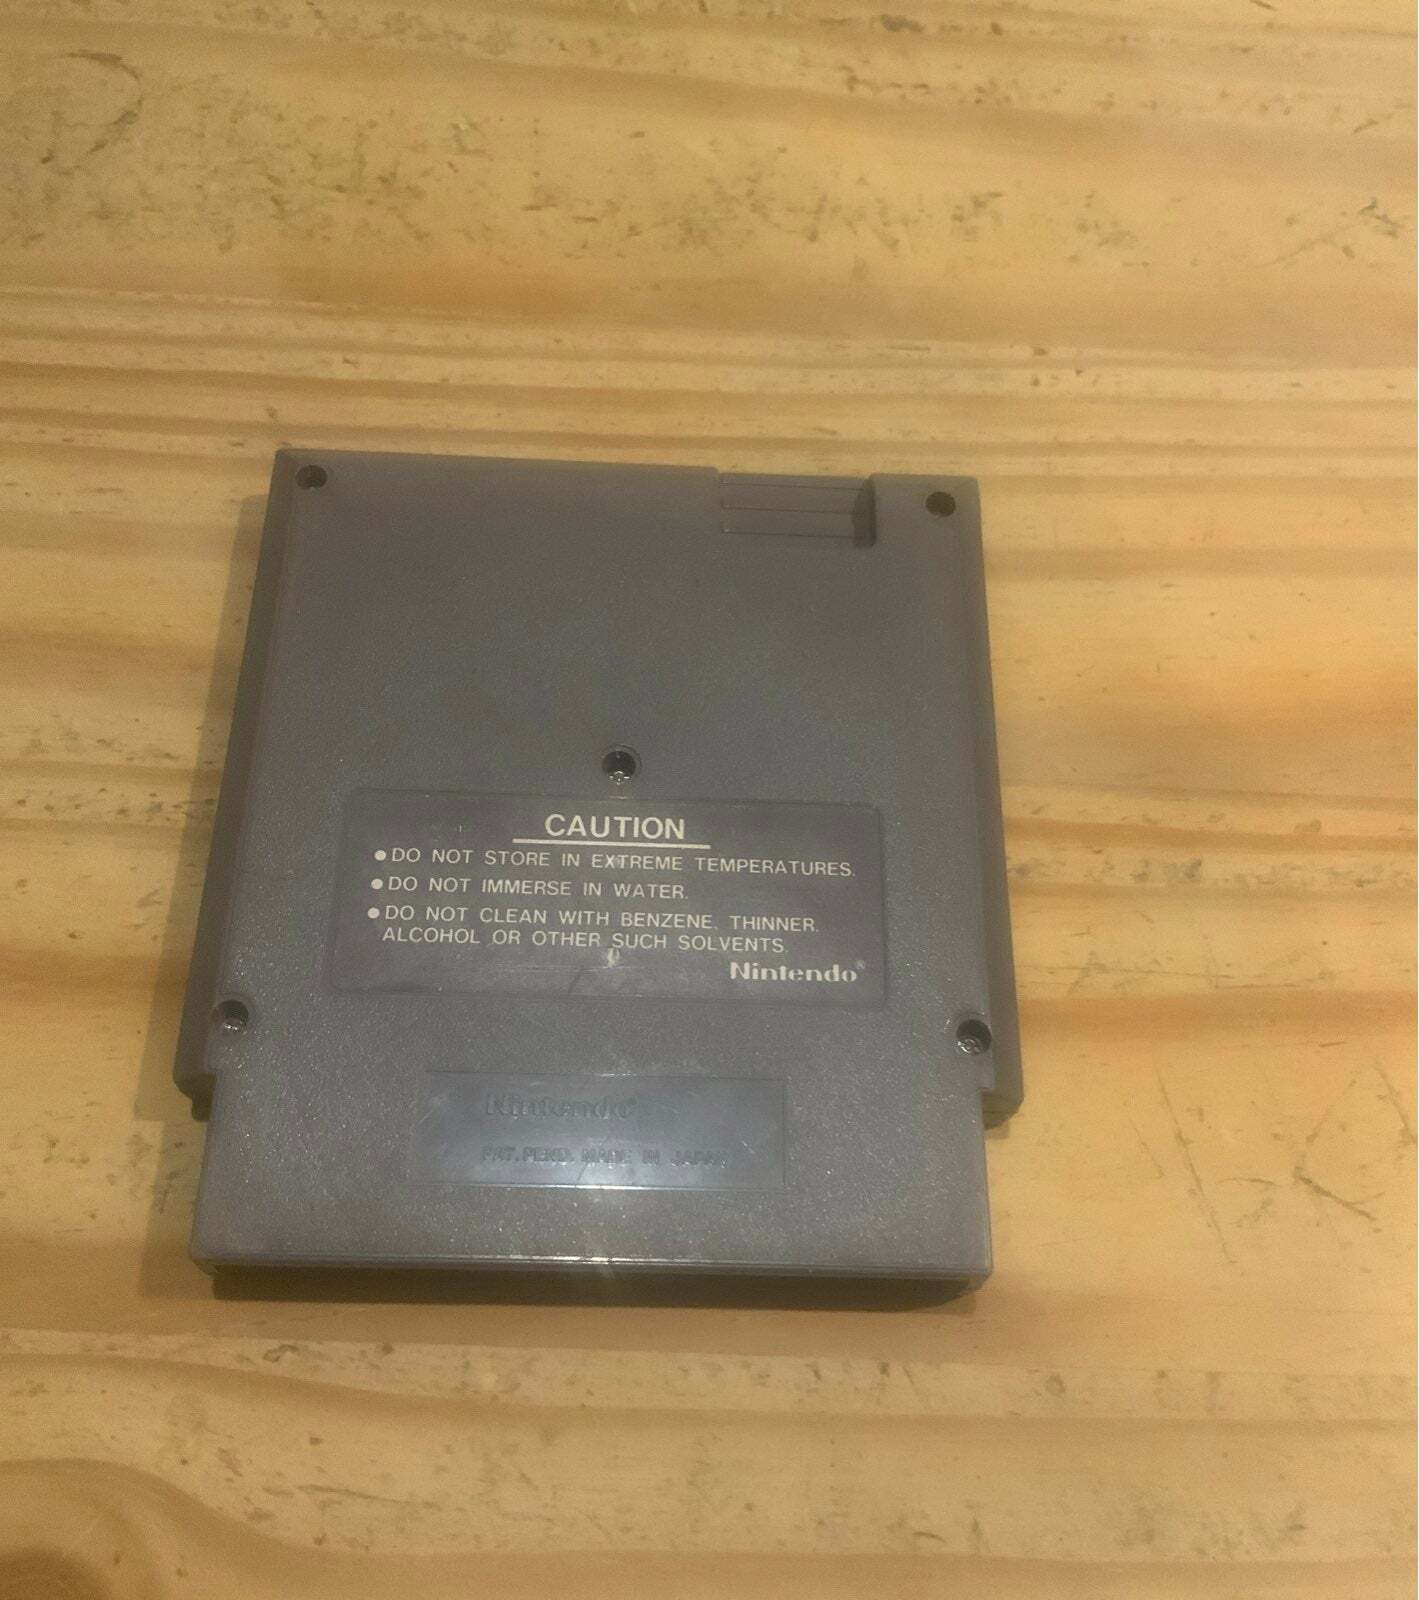 CAUTION
● DO NOT STORE IN EXTREME TEMPERATURES.
● DO NOT IMMERSE IN WATER.
● DO NOT CLEAN WITH BENZENE, THINNER,
ALCOHOL OR OTHER SUCH SOLVENTS.
Nintendo®
Nintendo®
PAT. PEND. MADE IN JAPAN